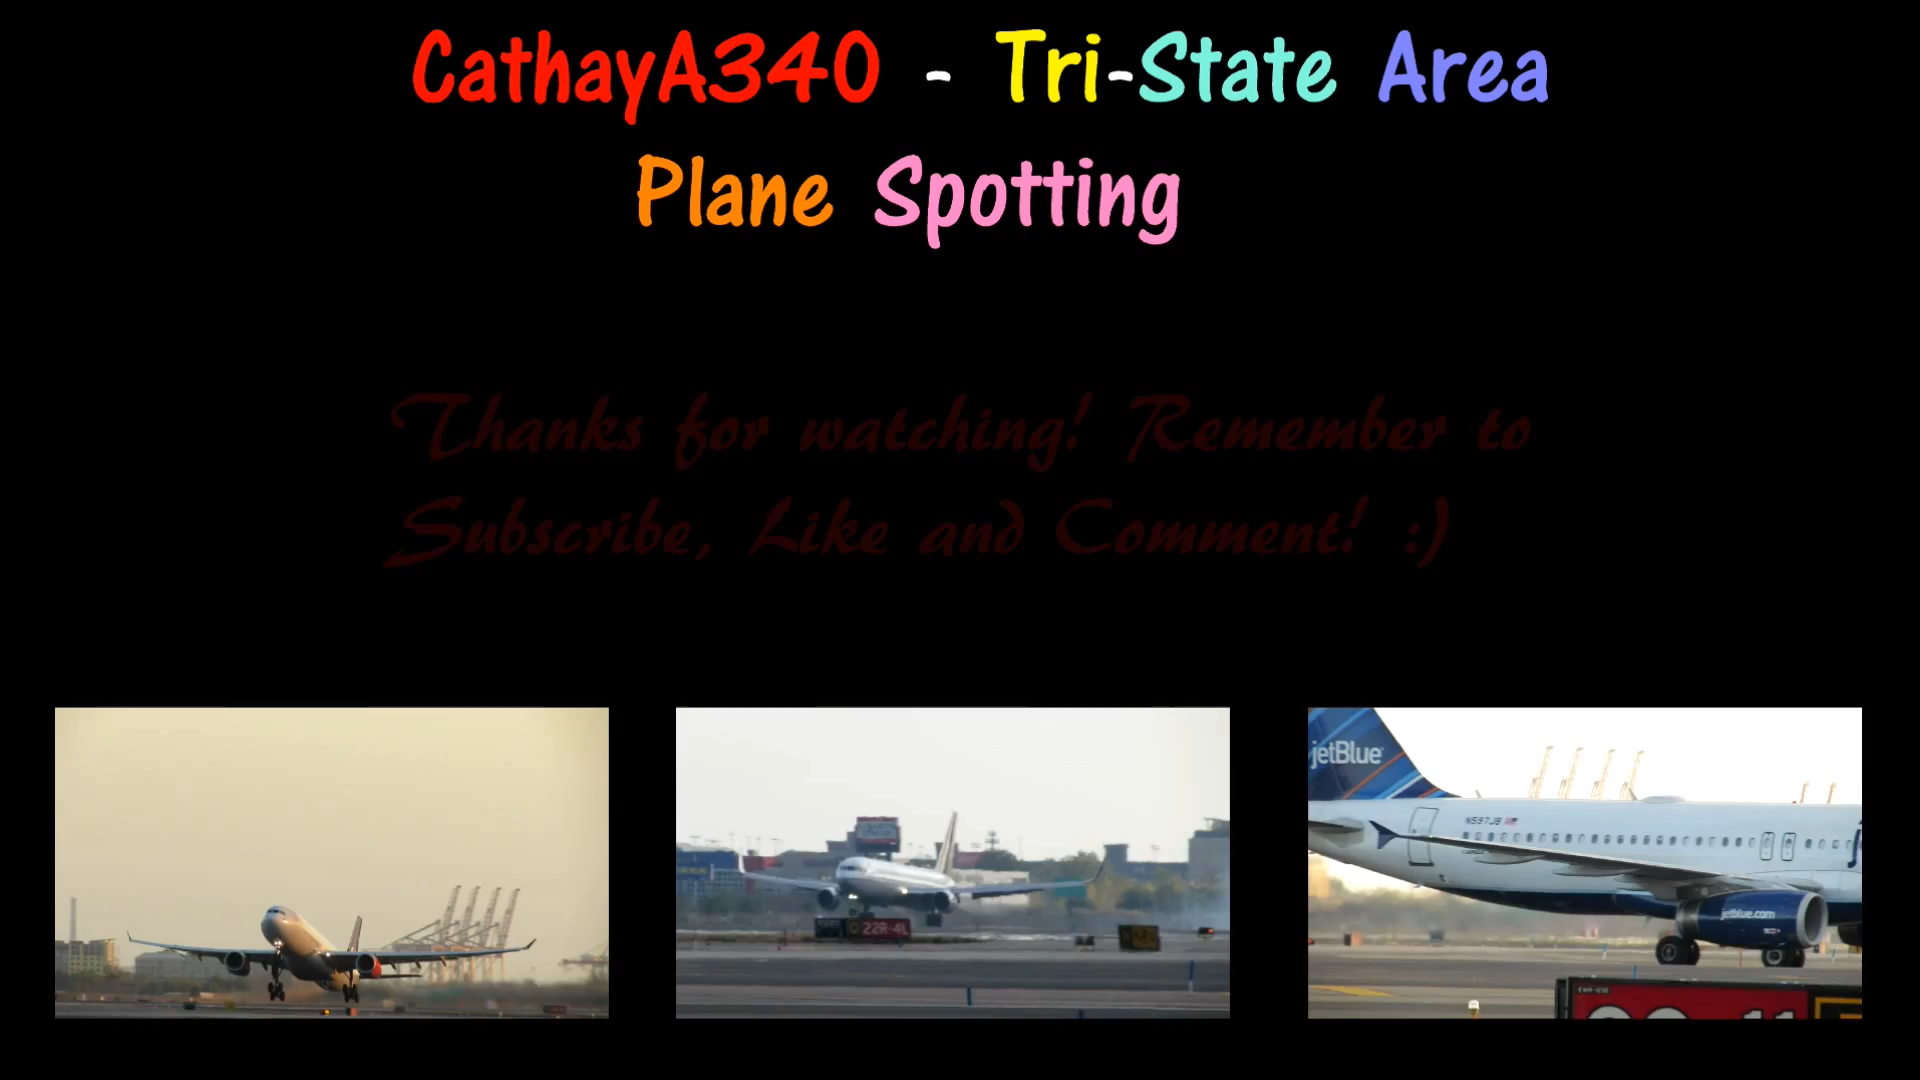 CathayA340 - Tri-State Area
Plane Spotting
Thanks for watching! Remember to
Subscribe, Like and Comment! :)
jetBlue
N597JB
22R-4L
jetblue.com